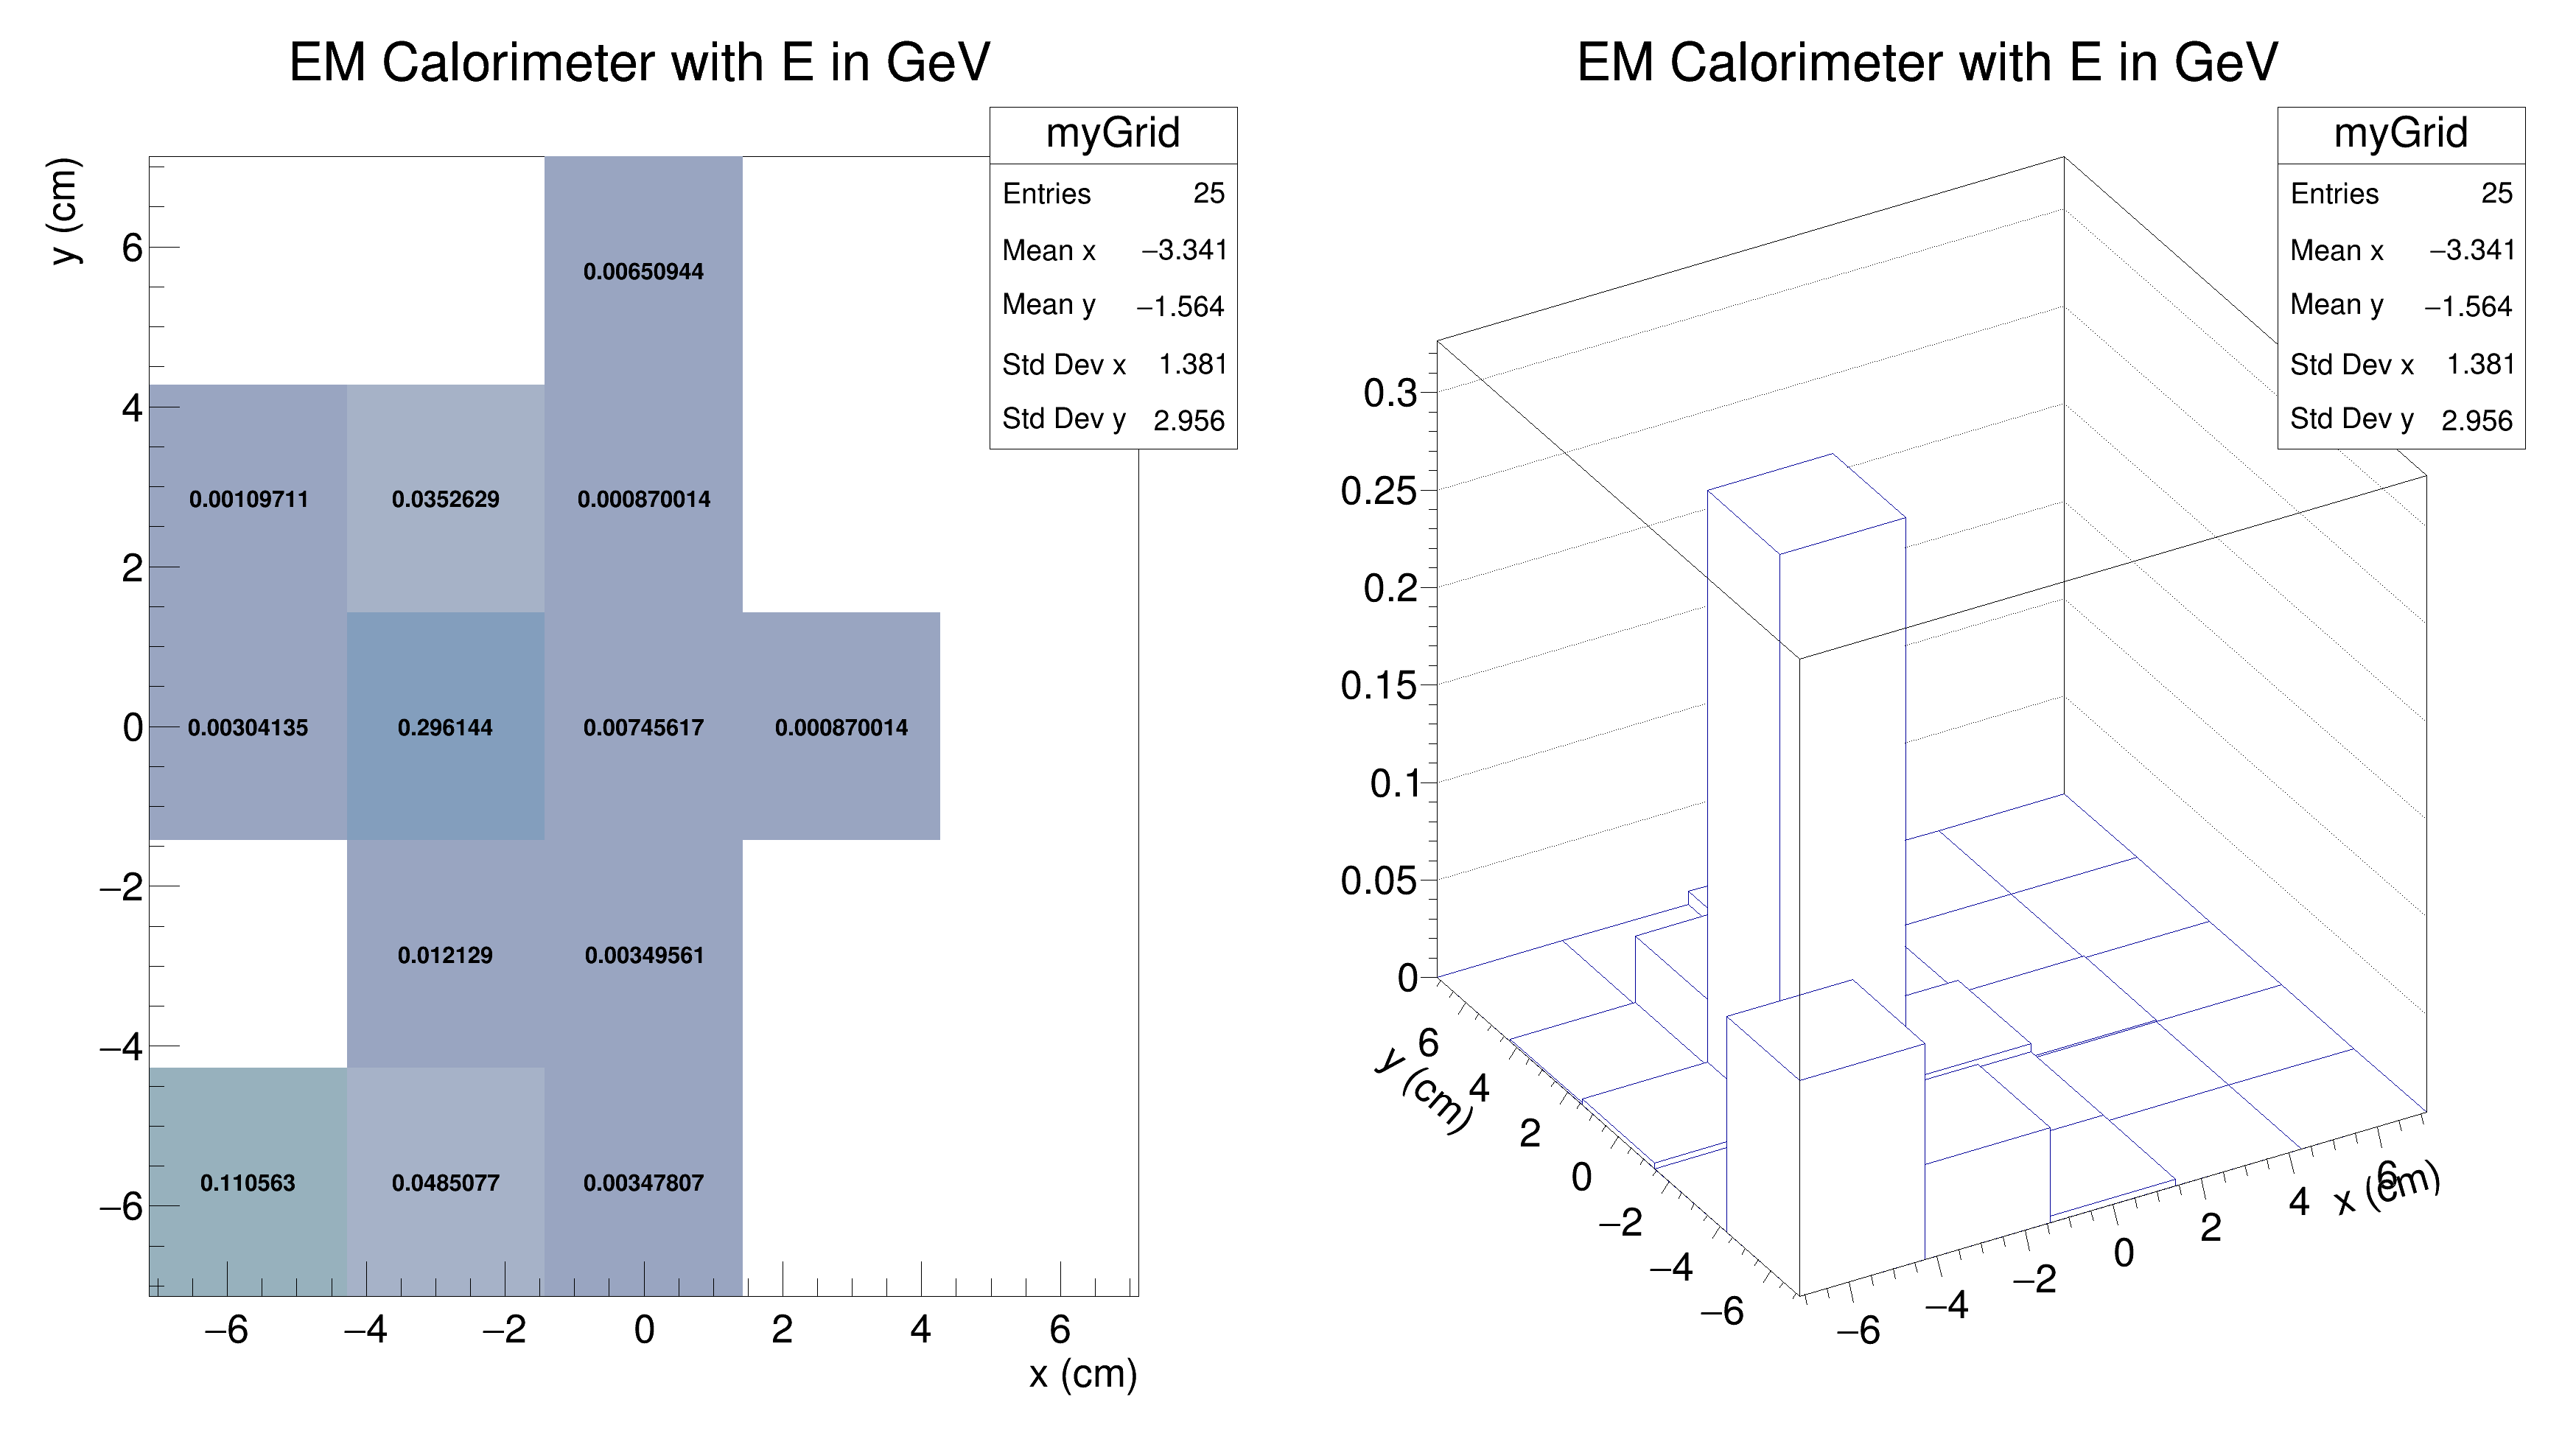 EM Calorimeter with E in GeV
myGrid
Entries 25
Mean x −3.341
Mean y −1.564
Std Dev x 1.381
Std Dev y 2.956
y (cm)
6
4
2
0
−2
−4
−6
0.00650944
0.00109711 0.0352629 0.000870014
0.00304135 0.296144 0.00745617 0.000870014
0.012129 0.00349561
0.110563 0.0485077 0.00347807
−6 −4 −2 0 2 4 6
x (cm)
EM Calorimeter with E in GeV
myGrid
Entries 25
Mean x −3.341
Mean y −1.564
Std Dev x 1.381
Std Dev y 2.956
0.3
0.25
0.2
0.15
0.1
0.05
0
y (cm)
6
4
2
0
−2
−4
−6
−6 −4 −2 0 2 4 6
x (cm)